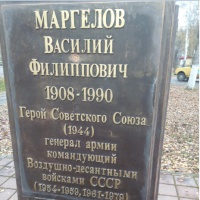 МАРГЕЛОВ
ВАСИЛИЙ
ФИЛИППОВИЧ
1908-1990
Герой Советского Союза
(1944)
генерал армии
командующий
Воздушно-десантными
войсками СССР
(1954-1959, 1961-1979)